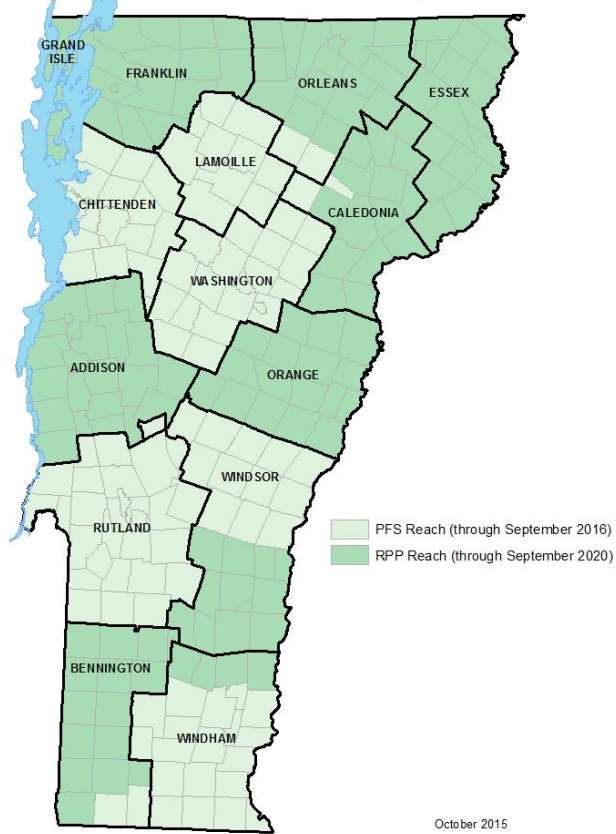 GRAND
ISLE
FRANKLIN
ORLEANS
ESSEX
LAMOILLE
CHITTENDEN
CALEDONIA
WASHINGTON
ADDISON
ORANGE
WINDSOR
RUTLAND
PFS Reach (through September 2016)
RPP Reach (through September 2020)
BENNINGTON
WINDHAM
October 2015